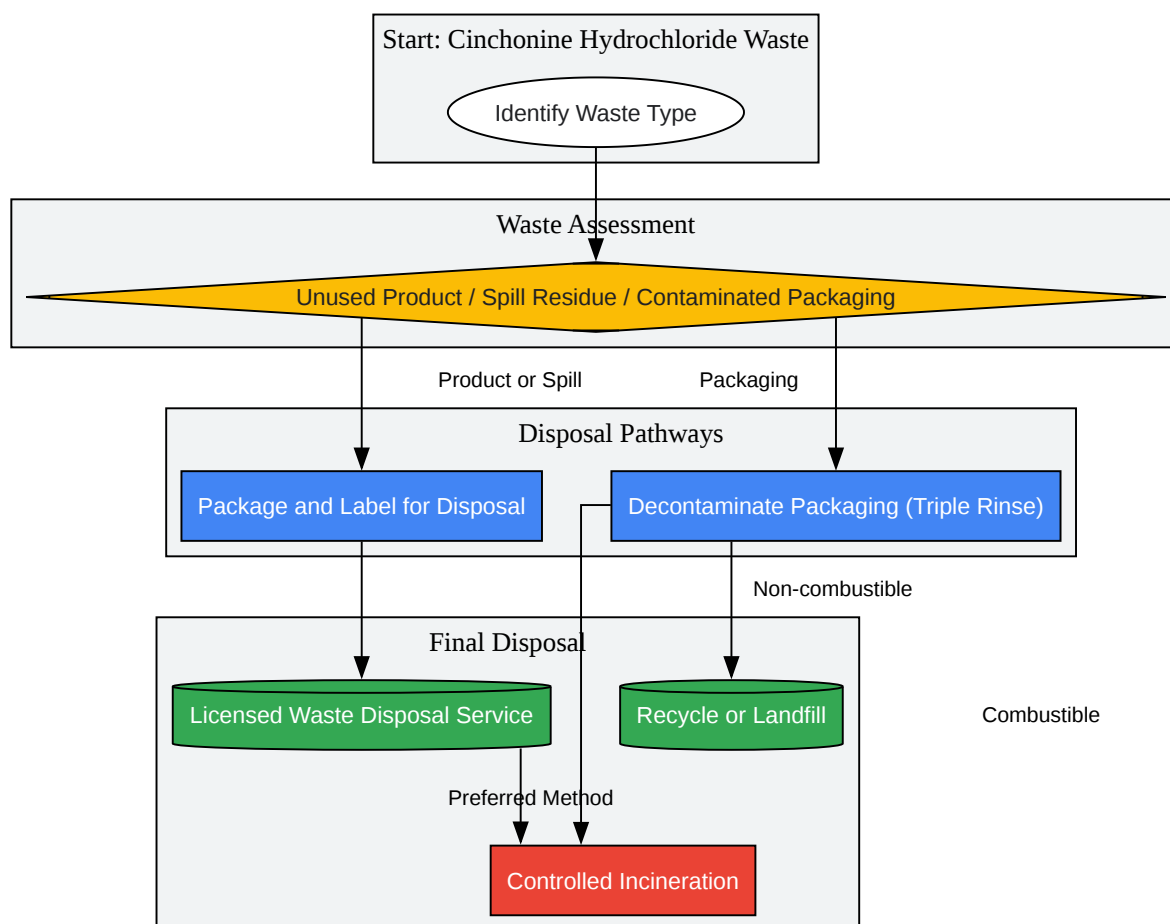 Start: Cinchonine Hydrochloride Waste
Identify Waste Type
Waste Assessment
Unused Product / Spill Residue / Contaminated Packaging
Product or Spill
Packaging
Disposal Pathways
Package and Label for Disposal
Decontaminate Packaging (Triple Rinse)
Non-combustible
Final Disposal
Licensed Waste Disposal Service
Recycle or Landfill
Combustible
Preferred Method
Controlled Incineration